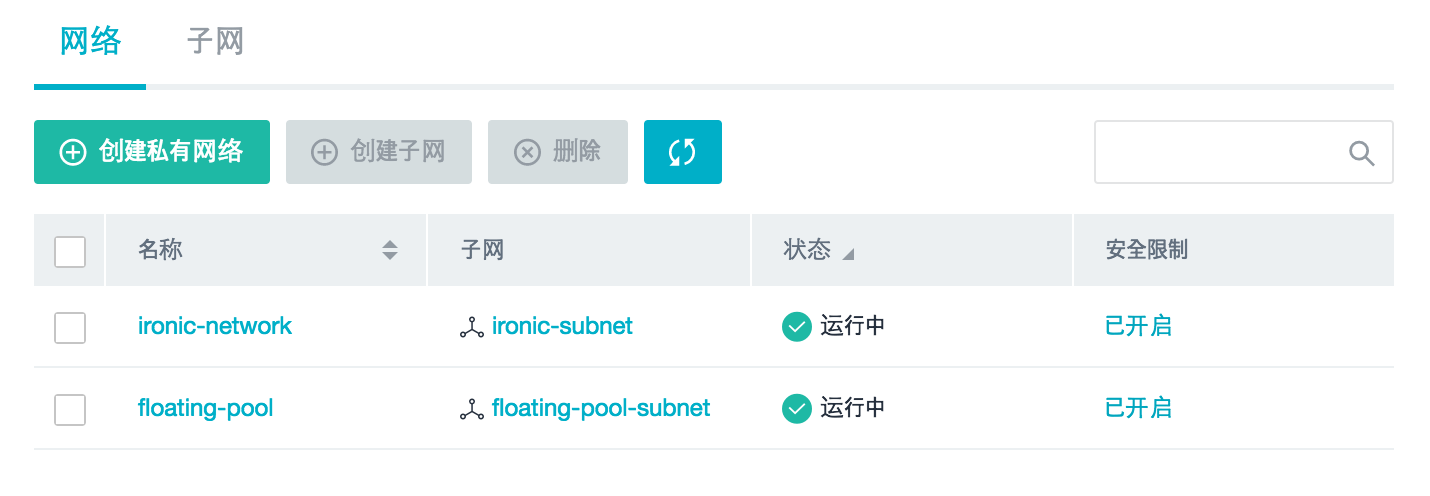 网络 子网
创建私有网络 创建子网 删除
名称 子网 状态 安全限制
ironic-network ironic-subnet 运行中 已开启
floating-pool floating-pool-subnet 运行中 已开启